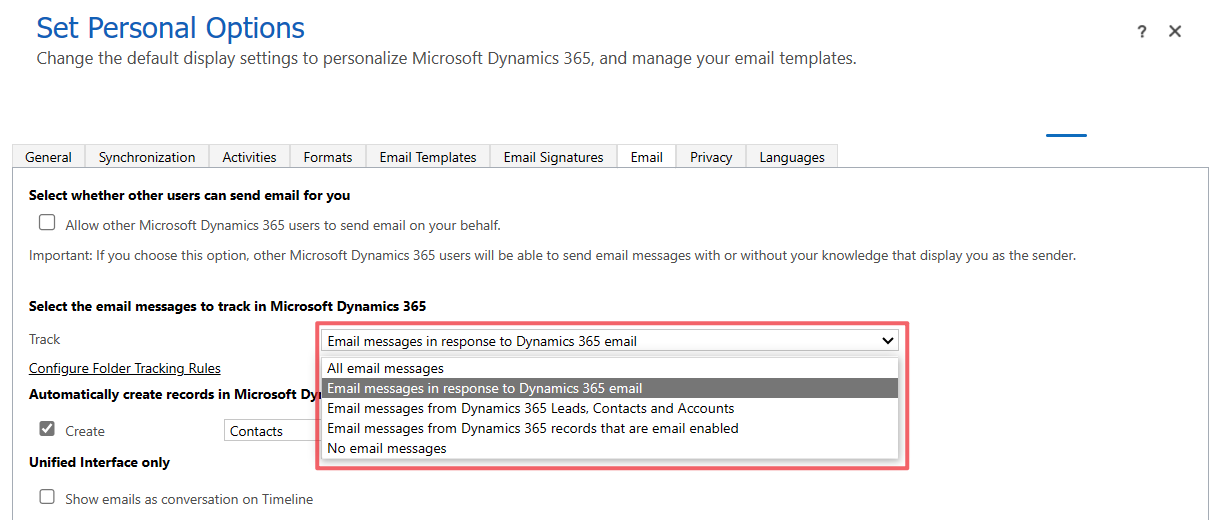 Set Personal Options
?
Change the default display settings to personalize Microsoft Dynamics 365, and manage your email templates.
General Synchronization Activities Formats Email Templates Email Signatures Email Privacy Languages
Select whether other users can send email for you
Allow other Microsoft Dynamics 365 users to send email on your behalf.
Important: If you choose this option, other Microsoft Dynamics 365 users will be able to send email messages with or without your knowledge that display you as the sender.
Select the email messages to track in Microsoft Dynamics 365
Track Email messages in response to Dynamics 365 email
Configure Folder Tracking Rules
All email messages
Email messages in response to Dynamics 365 email
Automatically create records in Microsoft Dyn
Email messages from Dynamics 365 Leads, Contacts and Accounts
Create Contacts
Email messages from Dynamics 365 records that are email enabled
No email messages
Unified Interface only
Show emails as conversation on Timeline